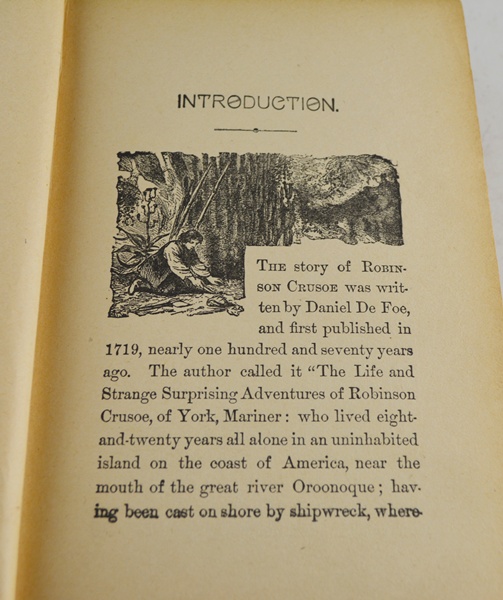 INTRODUCTION.
THE story of ROBIN-
SON CRUSOE was writ-
ten by Daniel De Foe,
and first published in
1719, nearly one hundred and seventy years
ago. The author called it "The Life and
Strange Surprising Adventures of Robinson
Crusoe, of York, Mariner: who lived eight-
and-twenty years all alone in an uninhabited
island on the coast of America, near the
mouth of the great river Oroonoque; hav-
ing been cast on shore by shipwreck, where-